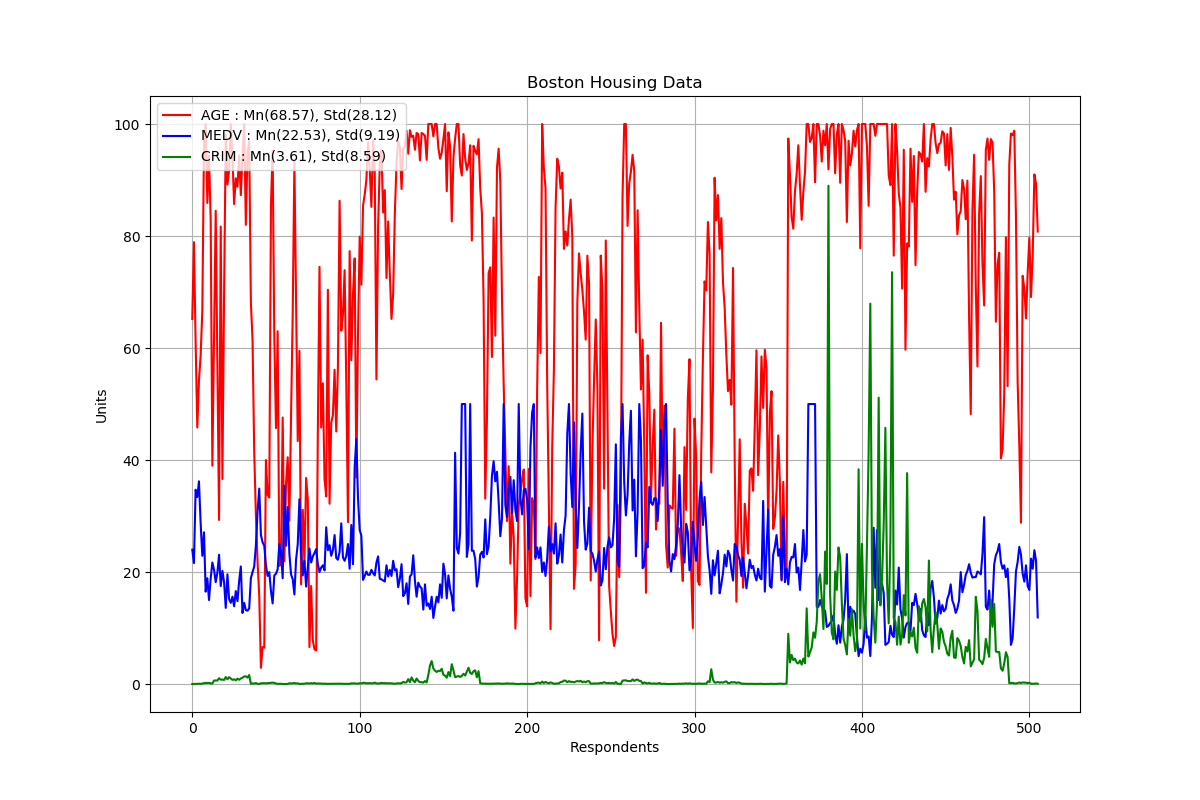 Boston Housing Data
AGE : Mn(68.57), Std(28.12)
MEDV : Mn(22.53), Std(9.19)
CRIM : Mn(3.61), Std(8.59)
100
80
60
40
20
0
Units
0 100 200 300 400 500
Respondents